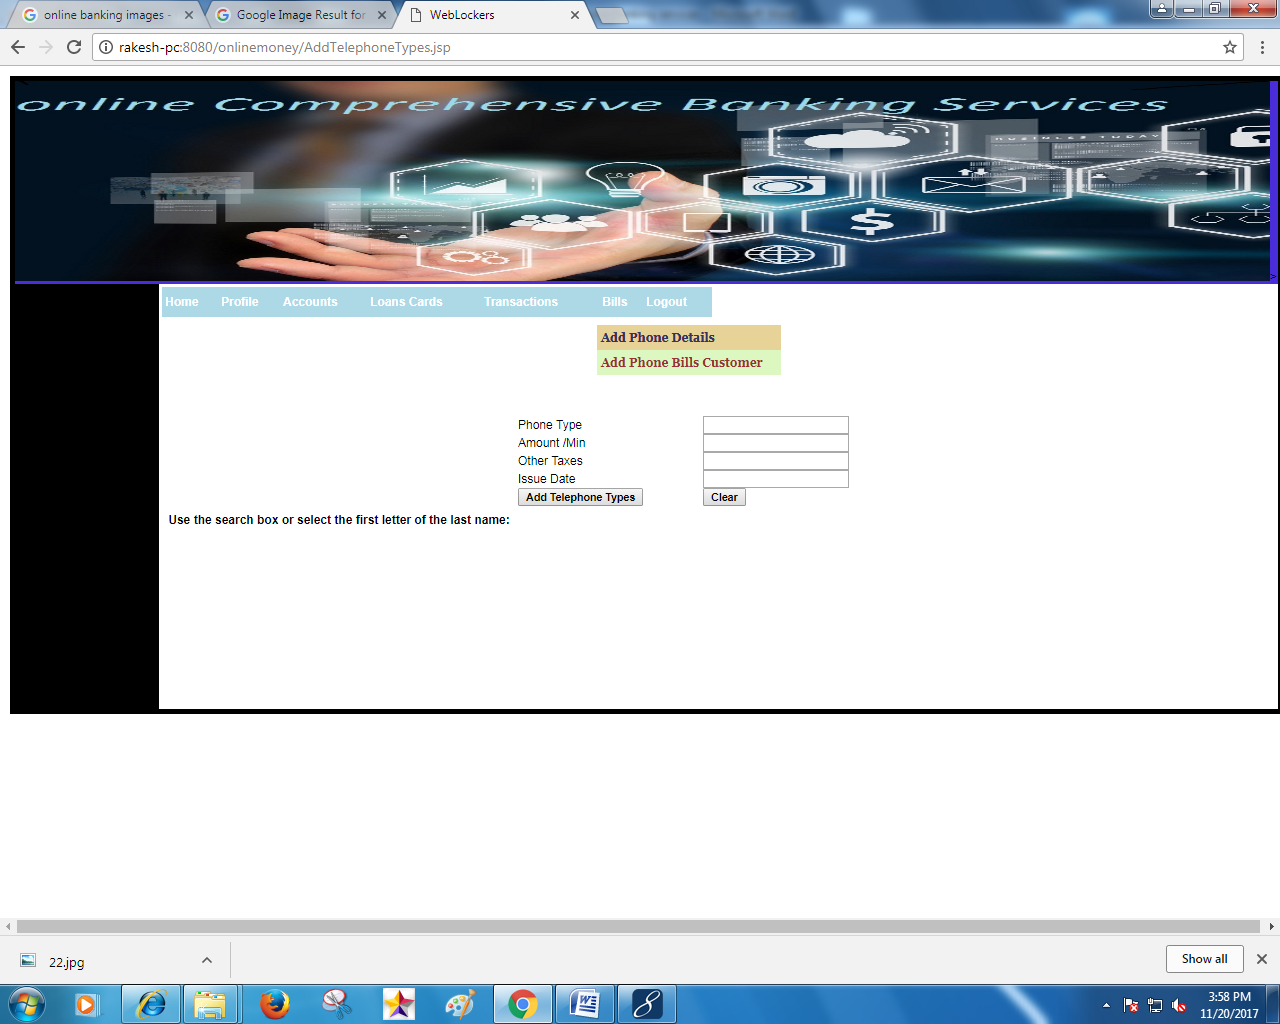 online banking images -
Google Image Result for
WebLockers
rakesh-pc:8080/onlinemoney/AddTelephoneTypes.jsp
online Comprehensive Banking Services
BUSINESS TODAY
Home Profile Accounts Loans Cards Transactions Bills Logout
Add Phone Details
Add Phone Bills Customer
Phone Type
Amount /Min
Other Taxes
Issue Date
Add Telephone Types Clear
Use the search box or select the first letter of the last name:
22.jpg
Show all
3:58 PM
11/20/2017